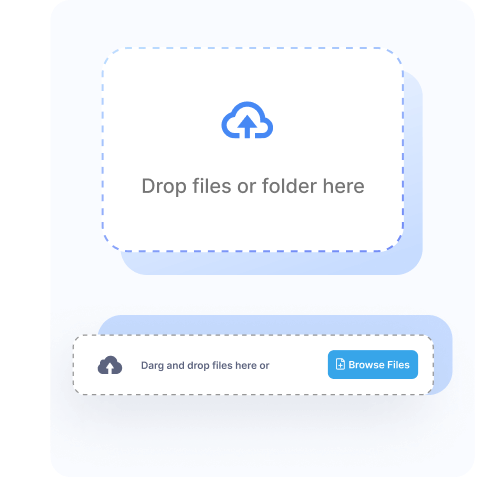 Drop files or folder here
Darg and drop files here or
Browse Files